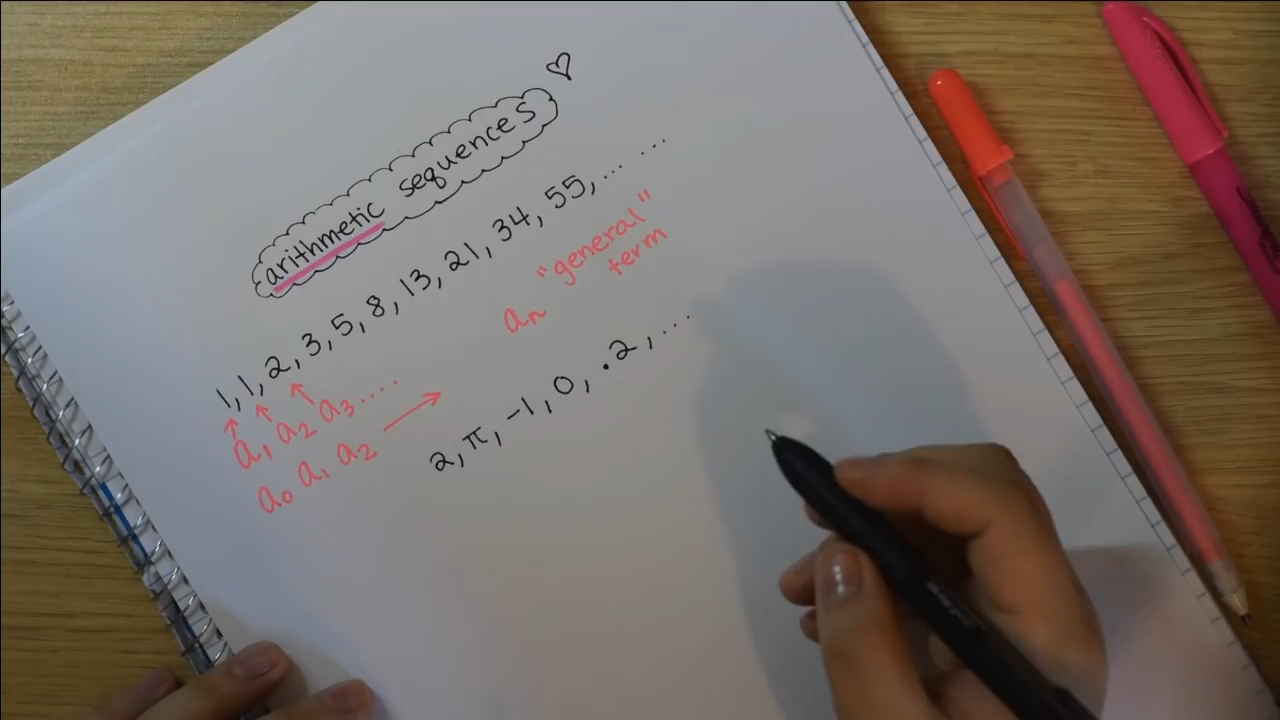 arithmetic sequences ♡
1, 1, 2, 3, 5, 8, 13, 21, 34, 55, ... ...
a₁ a₂ a₃ ....
a₀ a₁ a₂ →
aₙ "general"
term
2, π, -1, 0, .2, ...